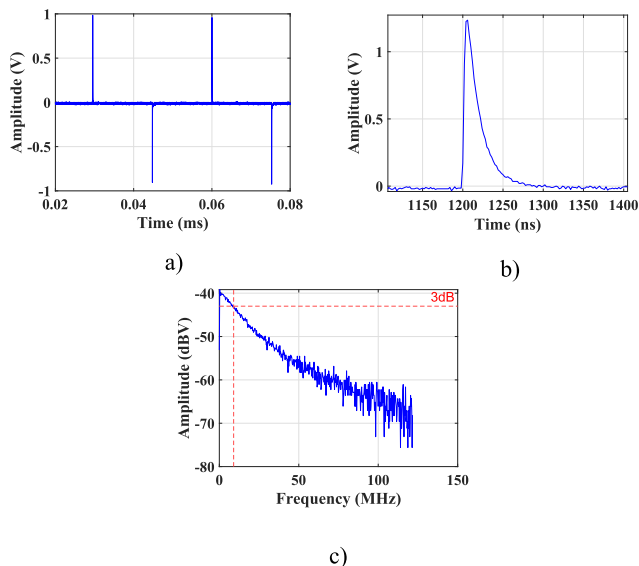 Amplitude (V)
1
0.5
0
-0.5
-1
0.02 0.04 0.06 0.08
Time (ms)
a)
Amplitude (V)
1
0.5
0
1150 1200 1250 1300 1350 1400
Time (ns)
b)
Amplitude (dBV)
-40
-50
-60
-70
-80
3dB
0 50 100 150
Frequency (MHz)
c)